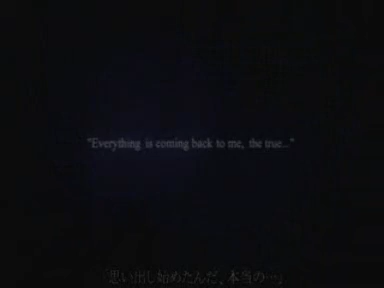 "Everything is coming back to me, the true..."
「思い出し始めたんだ、本当の…」